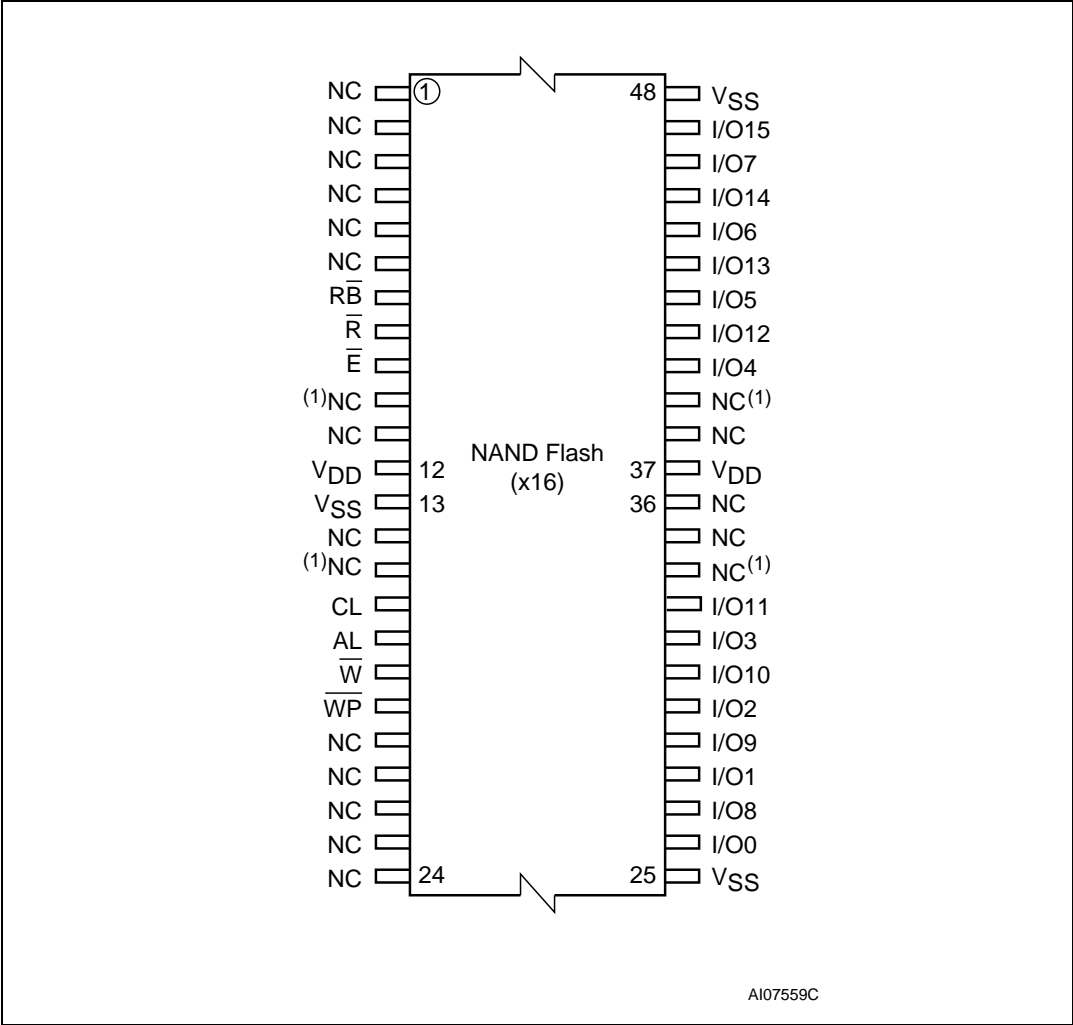 NC 1 48 VSS
NC I/O15
NC I/O7
NC I/O14
NC I/O6
NC I/O13
RB̅ I/O5
R̅ I/O12
E̅ I/O4
(1)NC NC(1)
NC NC
VDD 12 37 VDD
NAND Flash
(x16)
VSS 13 36 NC
NC NC
(1)NC NC(1)
CL I/O11
AL I/O3
W̅ I/O10
W̅P̅ I/O2
NC I/O9
NC I/O1
NC I/O8
NC I/O0
NC 24 25 VSS
AI07559C